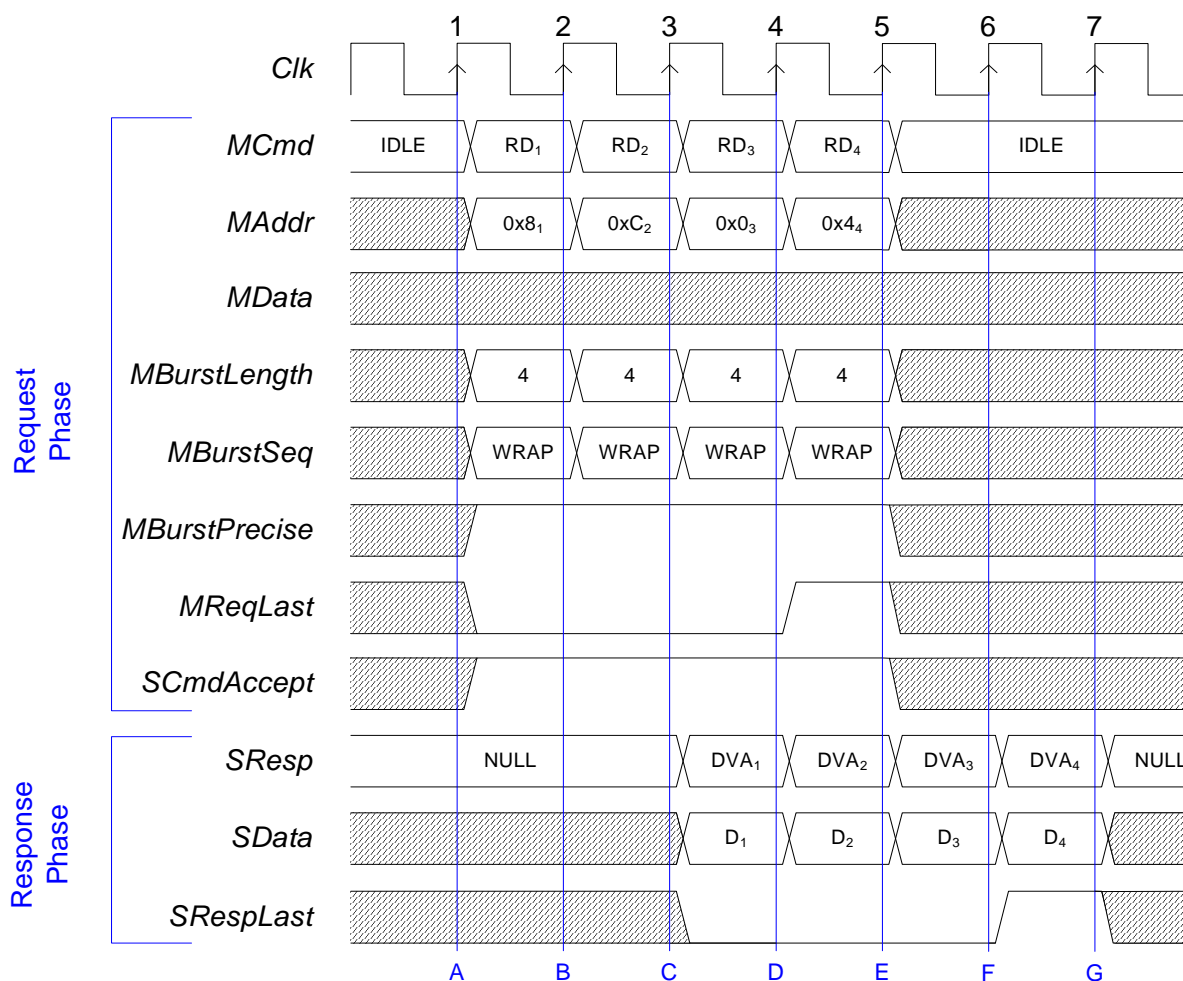 1 2 3 4 5 6 7
Clk
MCmd IDLE RD₁ RD₂ RD₃ RD₄ IDLE
MAddr 0x8₁ 0xC₂ 0x0₃ 0x4₄
MData
MBurstLength 4 4 4 4
MBurstSeq WRAP WRAP WRAP WRAP
MBurstPrecise
MReqLast
SCmdAccept
Request
Phase
SResp NULL DVA₁ DVA₂ DVA₃ DVA₄ NULL
SData D₁ D₂ D₃ D₄
SRespLast
Response
Phase
A B C D E F G